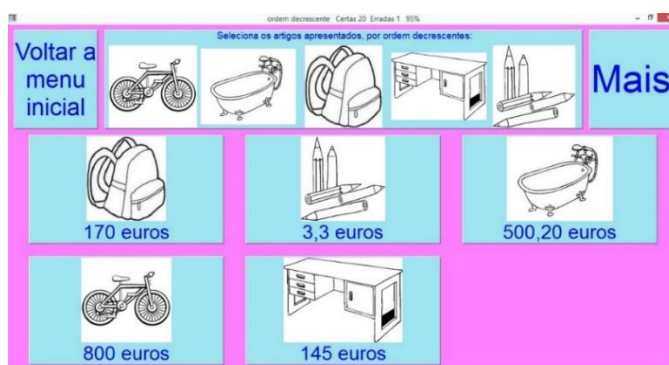 ordem decrescente Certas 20 Erradas 1 95%
Voltar a
menu
inicial
Seleciona os artigos apresentados, por ordem decrescentes:
Mais
170 euros
3,3 euros
500,20 euros
800 euros
145 euros